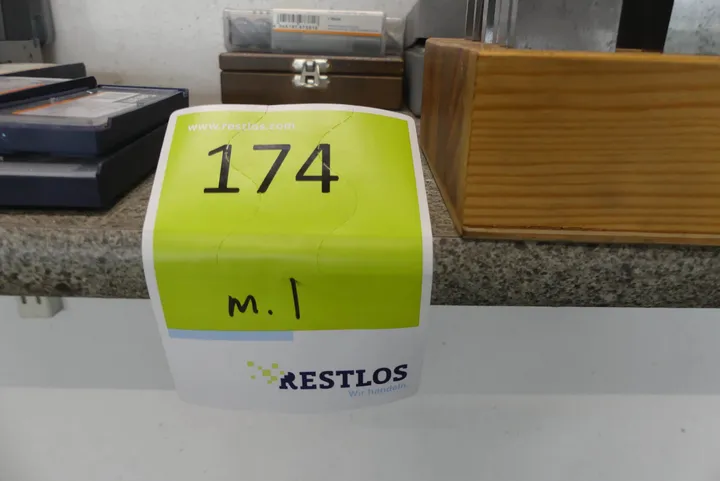 www.restlos.com
174
m. 1
RESTLOS
Wir handeln.